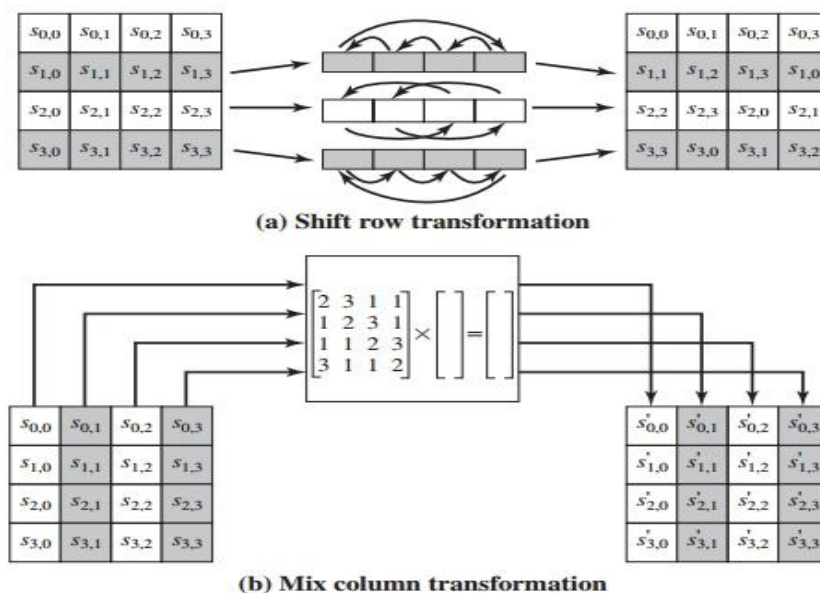 s0,0 s0,1 s0,2 s0,3
s1,0 s1,1 s1,2 s1,3
s2,0 s2,1 s2,2 s2,3
s3,0 s3,1 s3,2 s3,3
s0,0 s0,1 s0,2 s0,3
s1,1 s1,2 s1,3 s1,0
s2,2 s2,3 s2,0 s2,1
s3,3 s3,0 s3,1 s3,2
(a) Shift row transformation
2 3 1 1
1 2 3 1
1 1 2 3
3 1 1 2
× =
s0,0 s0,1 s0,2 s0,3
s1,0 s1,1 s1,2 s1,3
s2,0 s2,1 s2,2 s2,3
s3,0 s3,1 s3,2 s3,3
s'0,0 s'0,1 s'0,2 s'0,3
s'1,0 s'1,1 s'1,2 s'1,3
s'2,0 s'2,1 s'2,2 s'2,3
s'3,0 s'3,1 s'3,2 s'3,3
(b) Mix column transformation